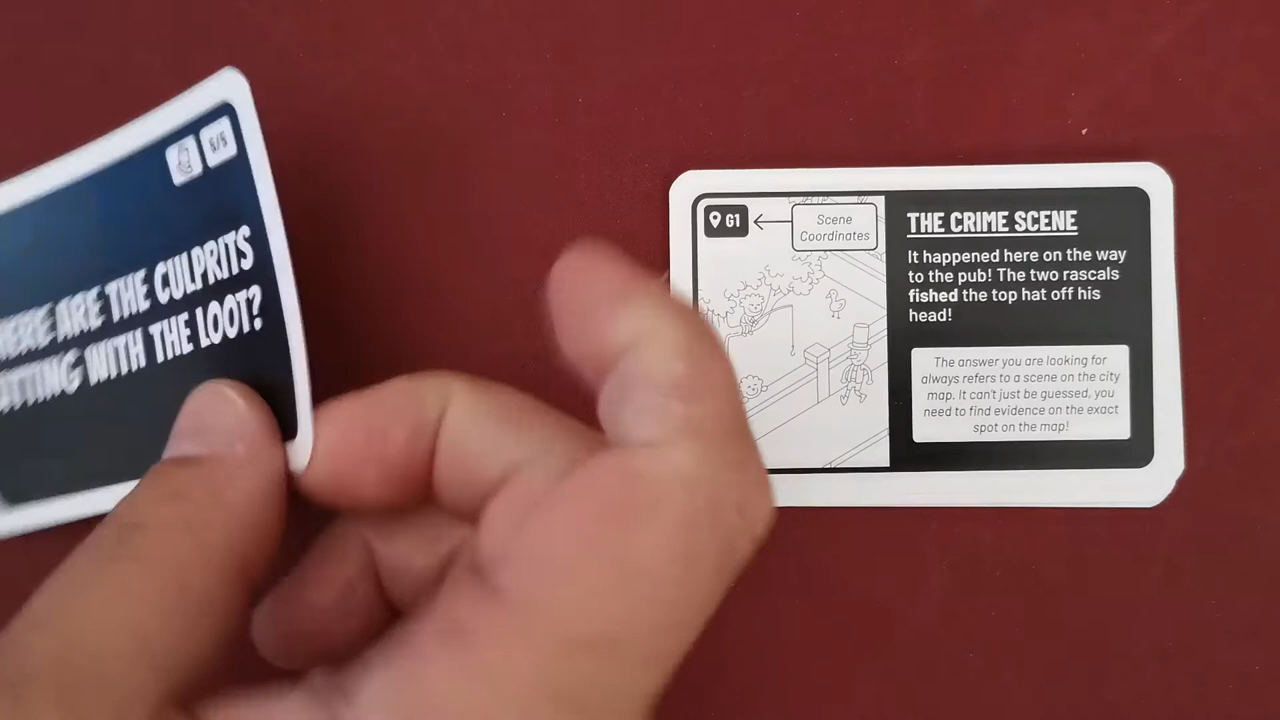 5/5
HERE ARE THE CULPRITS
ITTING WITH THE LOOT?
G1
Scene
Coordinates
THE CRIME SCENE
It happened here on the way
to the pub! The two rascals
fished the top hat off his
head!
The answer you are looking for
always refers to a scene on the city
map. It can't just be guessed, you
need to find evidence on the exact
spot on the map!